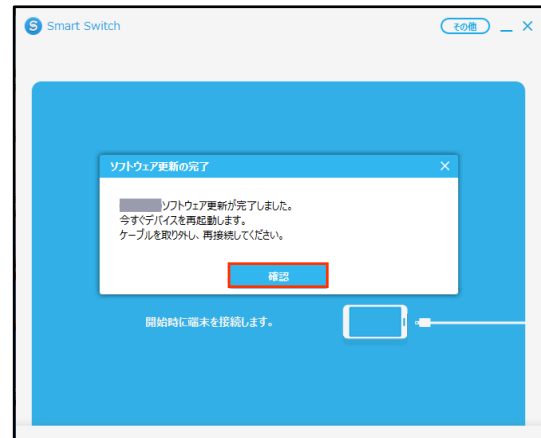 S Smart Switch
その他
ソフトウェア更新の完了
ソフトウェア更新が完了しました。
今すぐデバイスを再起動します。
ケーブルを取り外し、再接続してください。
確認
開始時に端末を接続します。